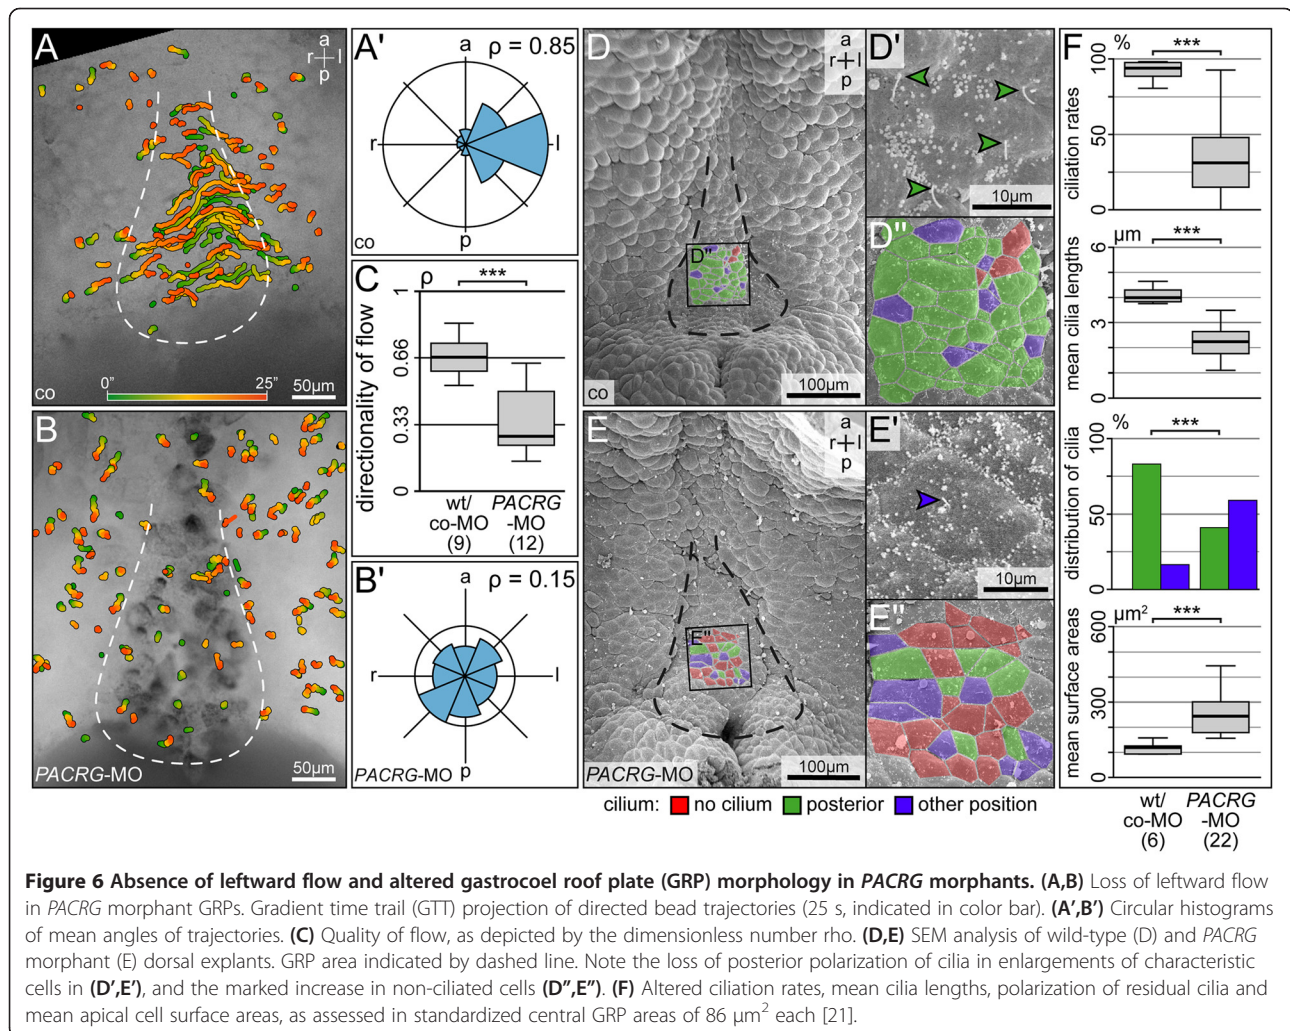 A
a
r l
p
co
0" 25"
50µm
A'
ρ = 0.85
a
r
l
p
co
B
PACRG-MO
50µm
C
ρ
***
directionality of flow
1
0.66
0.33
0
wt/
co-MO
(9)
PACRG
-MO
(12)
B'
ρ = 0.15
a
r
l
p
PACRG-MO
D
a
r l
p
D"
co
100µm
D'
10µm
D"
E
a
r l
p
E"
PACRG-MO
100µm
E'
10µm
E"
cilium: no cilium posterior other position
F
%
***
ciliation rates
100
50
0
µm
***
mean cilia lengths
6
3
0
%
***
distribution of cilia
100
50
0
µm²
***
mean surface areas
600
300
0
wt/
co-MO
(6)
PACRG
-MO
(22)
Figure 6 Absence of leftward flow and altered gastrocoel roof plate (GRP) morphology in PACRG morphants. (A,B) Loss of leftward flow
in PACRG morphant GRPs. Gradient time trail (GTT) projection of directed bead trajectories (25 s, indicated in color bar). (A′,B′) Circular histograms
of mean angles of trajectories. (C) Quality of flow, as depicted by the dimensionless number rho. (D,E) SEM analysis of wild-type (D) and PACRG
morphant (E) dorsal explants. GRP area indicated by dashed line. Note the loss of posterior polarization of cilia in enlargements of characteristic
cells in (D′,E′), and the marked increase in non-ciliated cells (D″,E″). (F) Altered ciliation rates, mean cilia lengths, polarization of residual cilia and
mean apical cell surface areas, as assessed in standardized central GRP areas of 86 μm² each [21].